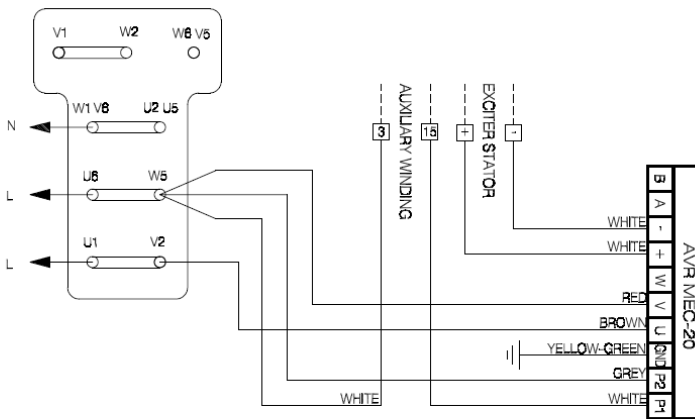 V1 W2 W6 V5
W1 V6 U2 U5
N
U6 W5
L
U1 V2
L
AUXILIARY WINDING
EXCITER STATOR
3 15 + -
B
A
-
+
W
V
U
GND
P2
P1
AVR MEC-20
WHITE
WHITE
RED
BROWN
YELLOW-GREEN
GREY
WHITE
WHITE